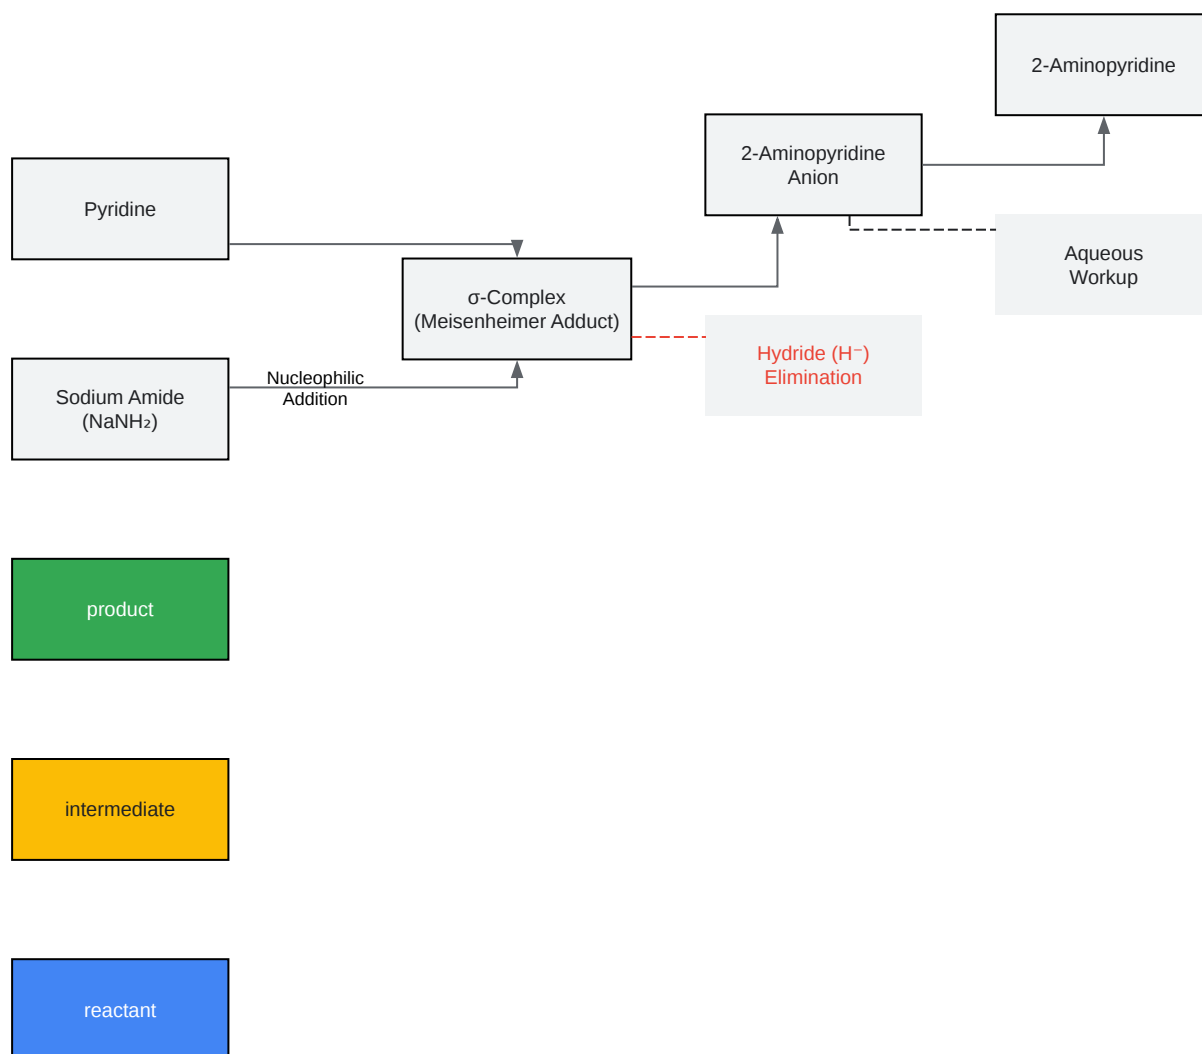 2-Aminopyridine
2-Aminopyridine
Anion
Pyridine
Aqueous
Workup
σ-Complex
(Meisenheimer Adduct)
Hydride (H⁻)
Elimination
Nucleophilic
Addition
Sodium Amide
(NaNH₂)
product
intermediate
reactant